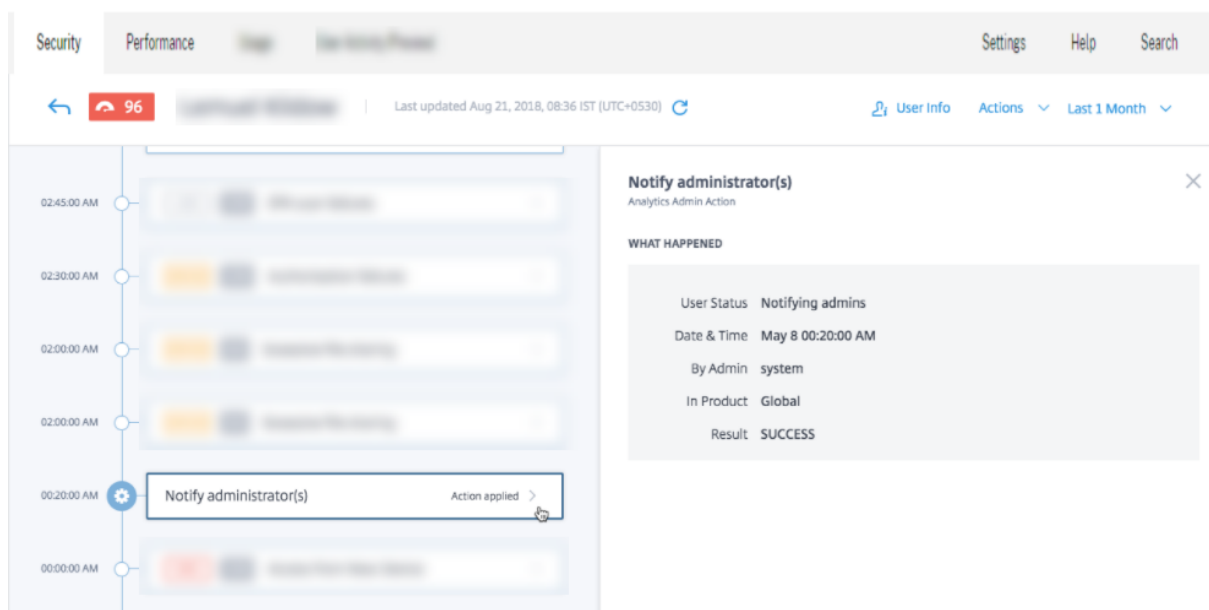 Security Performance Settings Help Search
96 Last updated Aug 21, 2018, 08:36 IST (UTC+0530) User Info Actions Last 1 Month
02:45:00 AM
02:30:00 AM
02:00:00 AM
02:00:00 AM
00:20:00 AM Notify administrator(s) Action applied
00:00:00 AM
Notify administrator(s)
Analytics Admin Action
WHAT HAPPENED
User Status Notifying admins
Date & Time May 8 00:20:00 AM
By Admin system
In Product Global
Result SUCCESS